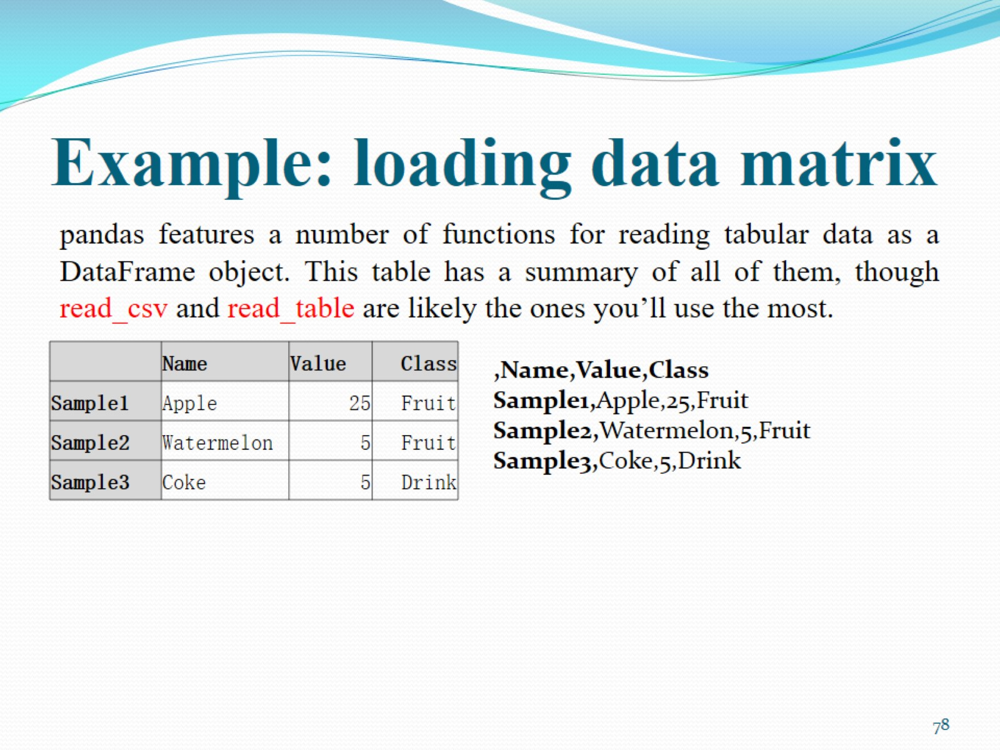 Example: loading data matrix
pandas features a number of functions for reading tabular data as a
DataFrame object. This table has a summary of all of them, though
read_csv and read_table are likely the ones you’ll use the most.
Name Value Class
Sample1 Apple 25 Fruit
Sample2 Watermelon 5 Fruit
Sample3 Coke 5 Drink
,Name,Value,Class
Sample1,Apple,25,Fruit
Sample2,Watermelon,5,Fruit
Sample3,Coke,5,Drink
78